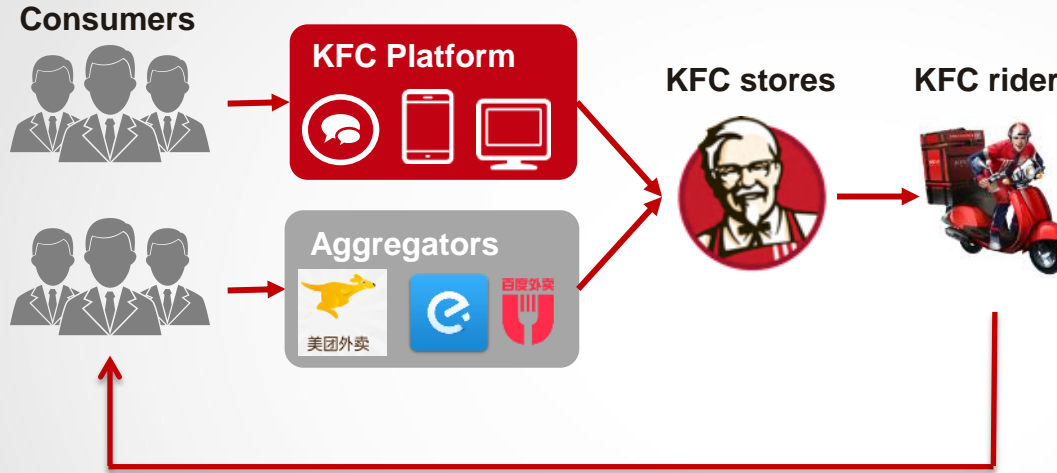 Consumers
KFC Platform
KFC stores
KFC rider
Aggregators
美团外卖
百度外卖